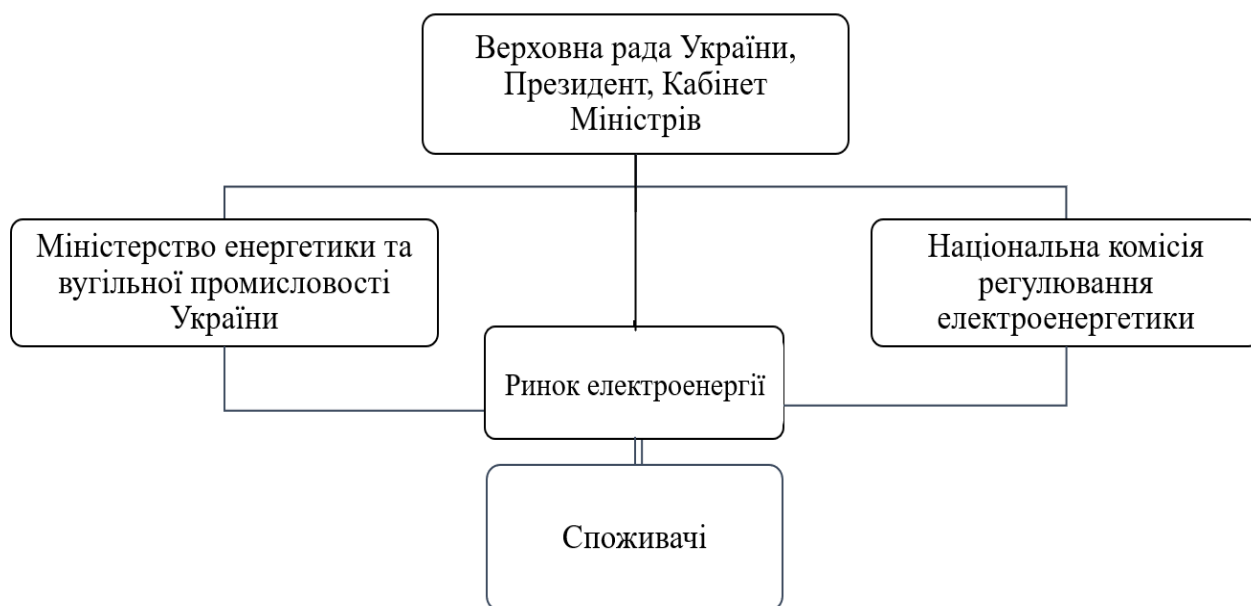 Верховна рада України,
Президент, Кабінет
Міністрів
Міністерство енергетики та
вугільної промисловості
України
Національна комісія
регулювання
електроенергетики
Ринок електроенергії
Споживачі